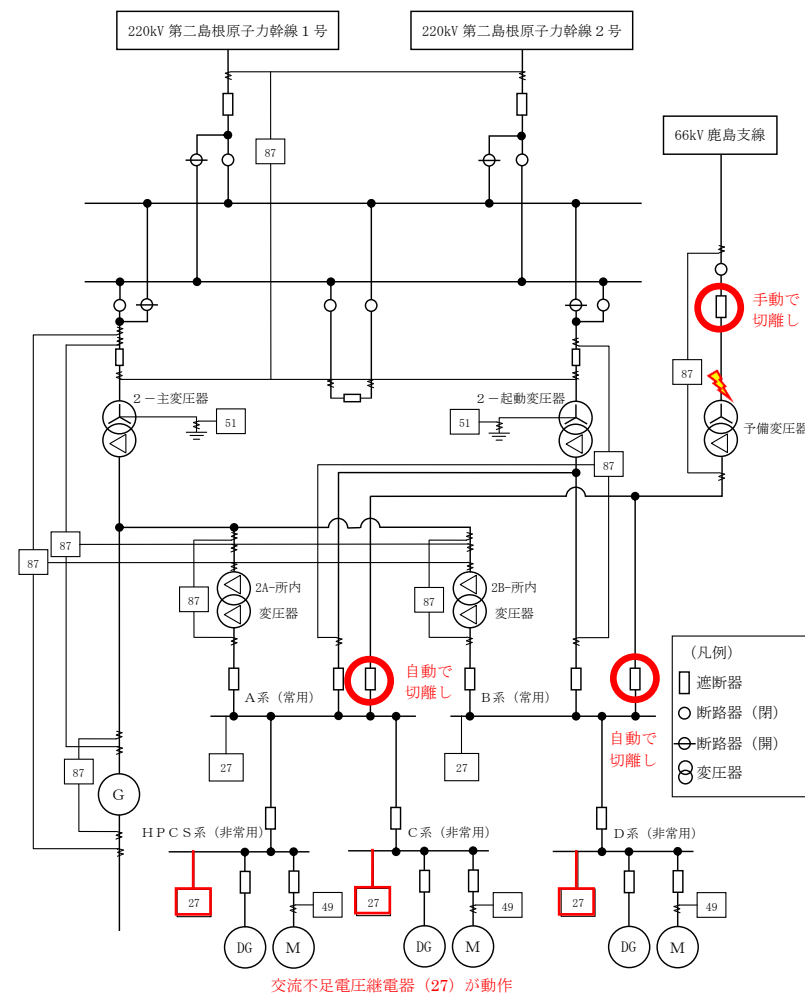 220kV 第二島根原子力幹線１号
220kV 第二島根原子力幹線２号
66kV 鹿島支線
87
手動で
切離し
87
２－主変圧器
51
２－起動変圧器
51
予備変圧器
87
87
87
2A-所内
変圧器
87
2B-所内
変圧器
87
(凡例)
遮断器
断路器（閉）
断路器（開）
変圧器
自動で
切離し
A系（常用）
B系（常用）
自動で
切離し
27
27
87
G
ＨＰＣＳ系（非常用）
C系（非常用）
D系（非常用）
27
49
27
49
27
49
DG
M
DG
M
DG
M
交流不足電圧継電器（27）が動作